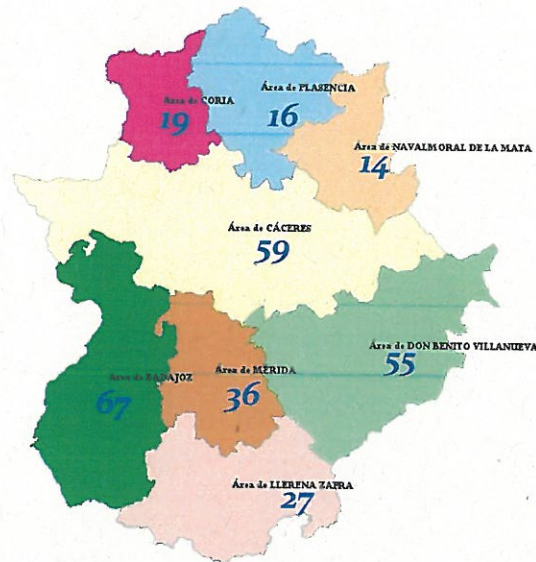 Área de PLASENCIA
16
Área de CORIA
19
Área de NAVALMORAL DE LA MATA
14
Área de CÁCERES
59
Área de DON BENITO VILLANUEVA
55
Área de BADAJOZ
67
Área de MÉRIDA
36
Área de LLERENA ZAFRA
27